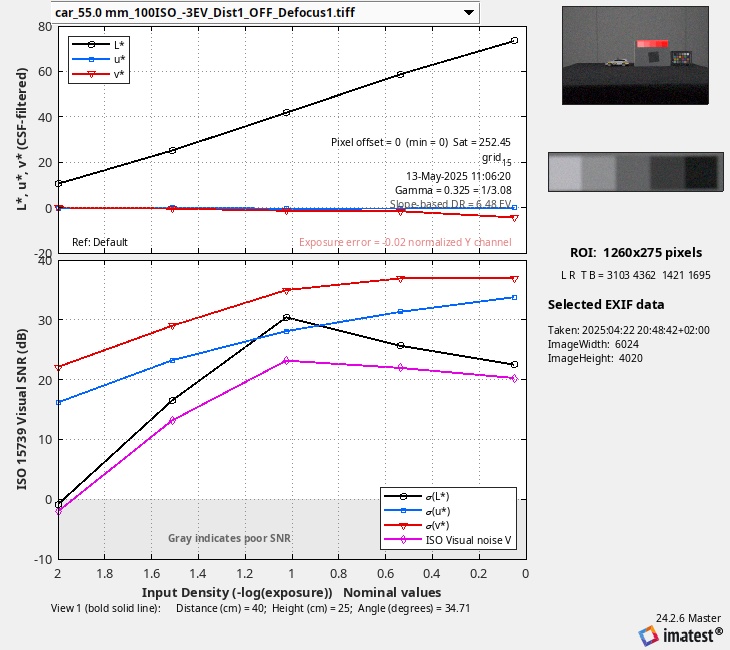 car_55.0 mm_100ISO_-3EV_Dist1_OFF_Defocus1.tiff
80
60
40
20
0
-20
L*, u*, v* (CSF-filtered)
L*
u*
v*
Pixel offset = 0 (min = 0) Sat = 252.45
grid_15
13-May-2025 11:06:20
Gamma = 0.325 = 1/3.08
Slope-based DR = 6.48 EV
Ref: Default
Exposure error = -0.02 normalized Y channel
40
30
20
10
0
-10
ISO 15739 Visual SNR (dB)
σ(L*)
σ(u*)
σ(v*)
ISO Visual noise V
Gray indicates poor SNR
2 1.8 1.6 1.4 1.2 1 0.8 0.6 0.4 0.2 0
Input Density (-log(exposure)) Nominal values
View 1 (bold solid line): Distance (cm) = 40; Height (cm) = 25; Angle (degrees) = 34.71
ROI: 1260x275 pixels
L R T B = 3103 4362 1421 1695
Selected EXIF data
Taken: 2025:04:22 20:48:42+02:00
ImageWidth: 6024
ImageHeight: 4020
24.2.6 Master
imatest®